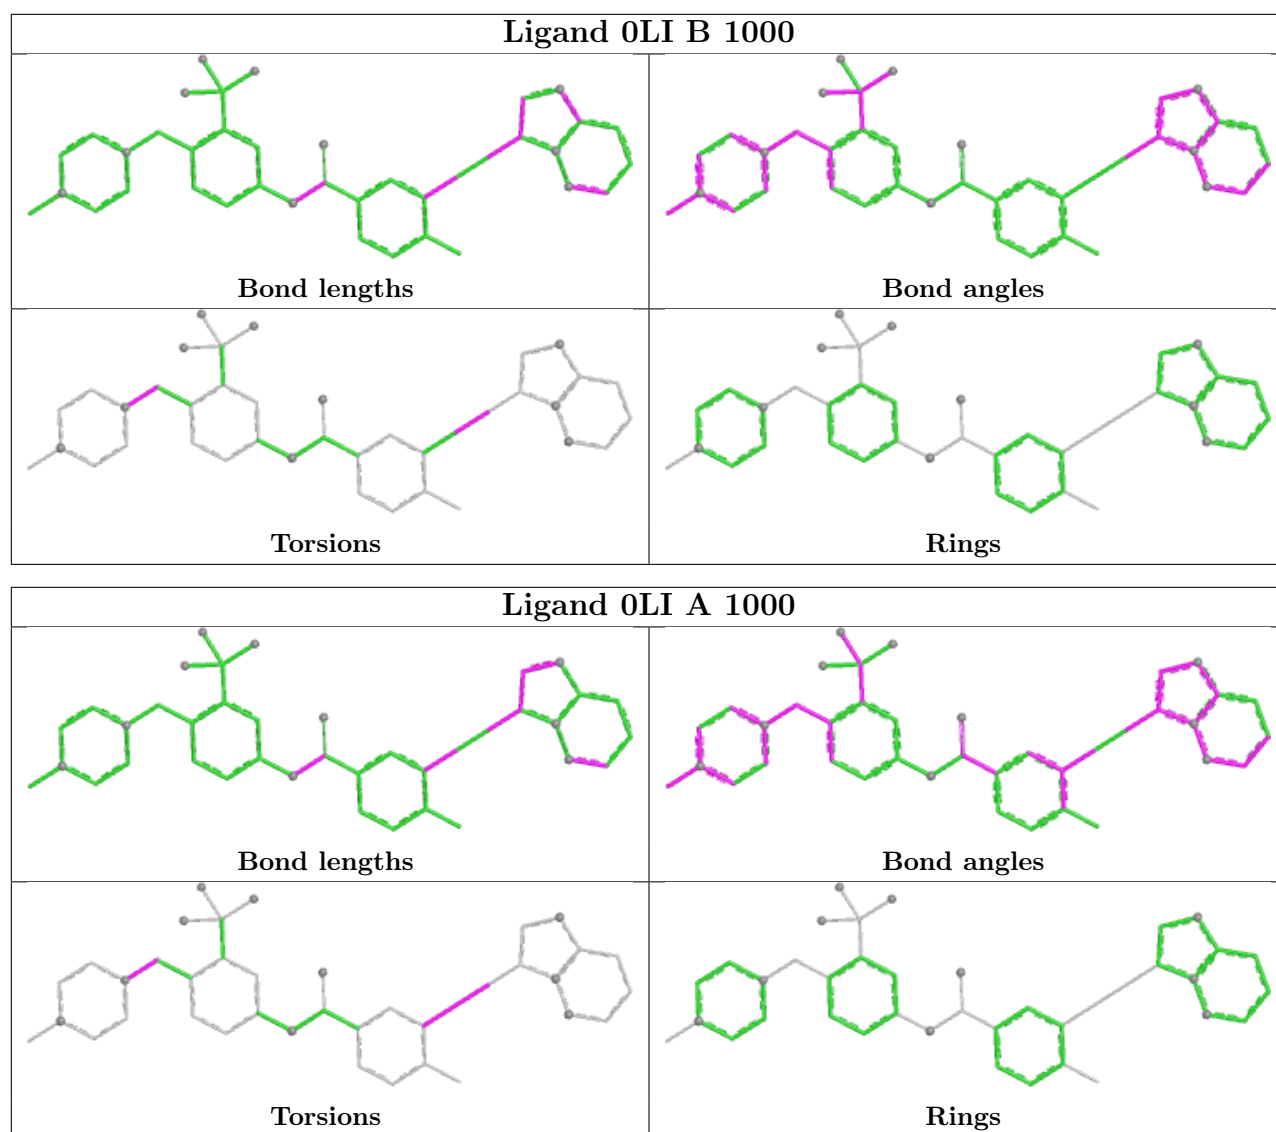 Ligand 0LI B 1000
Bond lengths
Bond angles
Torsions
Rings
Ligand 0LI A 1000
Bond lengths
Bond angles
Torsions
Rings